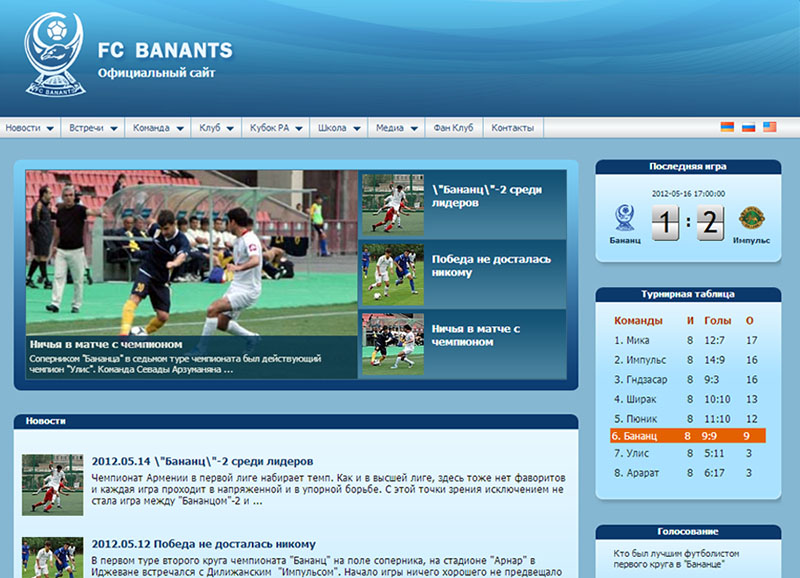 FC BANANTS
FC BANANTS
Официальный сайт
Новости
Встречи
Команда
Клуб
Кубок РА
Школа
Медиа
Фан Клуб
Контакты
Ничья в матче с чемпионом
Соперником "Бананца" в седьмом туре чемпионата был действующий
чемпион "Улис". Команда Севады Арзуманяна ...
\"Бананц\"-2 среди
лидеров
Победа не досталась
никому
Ничья в матче с
чемпионом
Последняя игра
2012-05-16 17:00:00
1 : 2
Бананц
Импульс
Турнирная таблица
Команды И Голы О
1. Мика 8 12:7 17
2. Импульс 8 14:9 16
3. Гндзасар 8 9:3 16
4. Ширак 8 10:10 13
5. Пюник 8 11:10 12
6. Бананц 8 9:9 9
7. Улис 8 5:11 3
8. Арарат 8 6:17 3
Новости
2012.05.14 \"Бананц\"-2 среди лидеров
Чемпионат Армении в первой лиге набирает темп. Как и в высшей лиге, здесь тоже нет фаворитов
и каждая игра проходит в напряженной и в упорной борьбе. С этой точки зрения исключением не
стала игра между "Бананцом"-2 и ...
2012.05.12 Победа не досталась никому
В первом туре второго круга чемпионата "Бананц" на поле соперника, на стадионе "Арнар" в
Иджеване встречался с Дилижанским "Импульсом". Начало игры ничего хорошего не предвещало
Голосование
Кто был лучшим футболистом
первого круга в "Бананце"